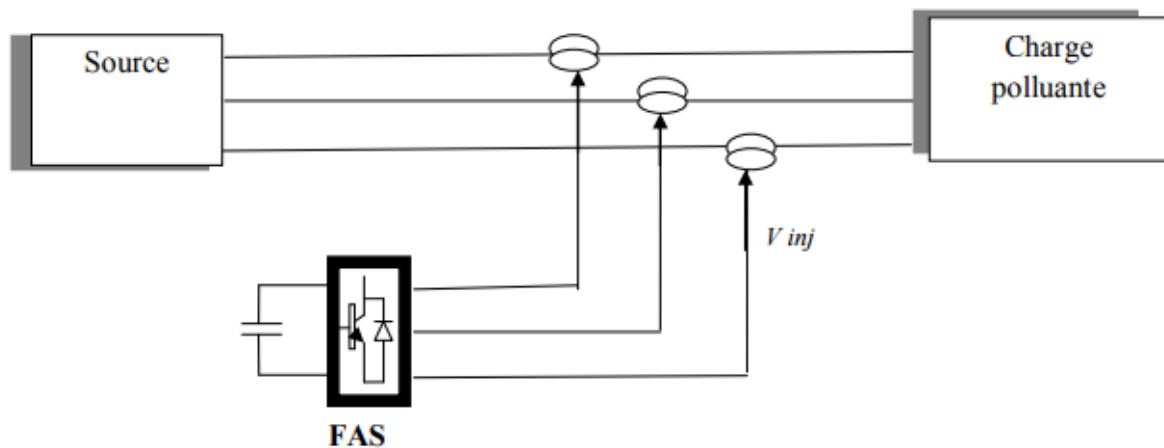 Source
Charge
polluante
V inj
FAS